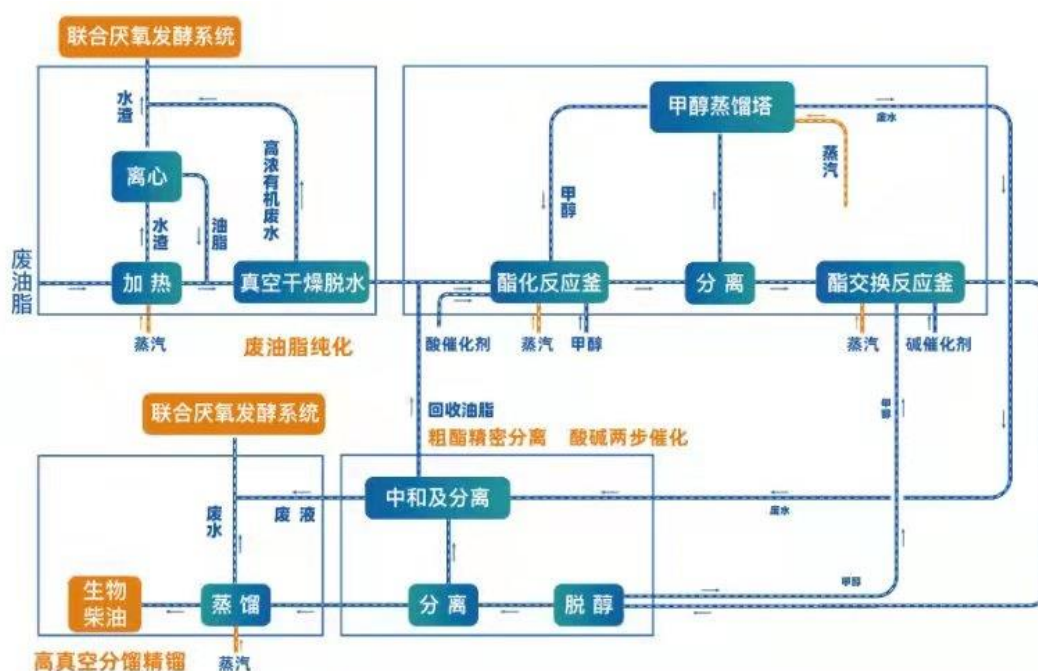 联合厌氧发酵系统
水渣
离心
高浓有机废水
水渣
油脂
废油脂
加热
真空干燥脱水
蒸汽
废油脂纯化
甲醇蒸馏塔
废水
蒸汽
甲醇
酯化反应釜
分离
酯交换反应釜
酸催化剂
蒸汽
甲醇
蒸汽
碱催化剂
甲醇
回收油脂
粗酯精密分离 酸碱两步催化
联合厌氧发酵系统
中和及分离
废水
废液
废水
甲醇
生物
柴油
蒸馏
分离
脱醇
高真空分馏精镏
蒸汽